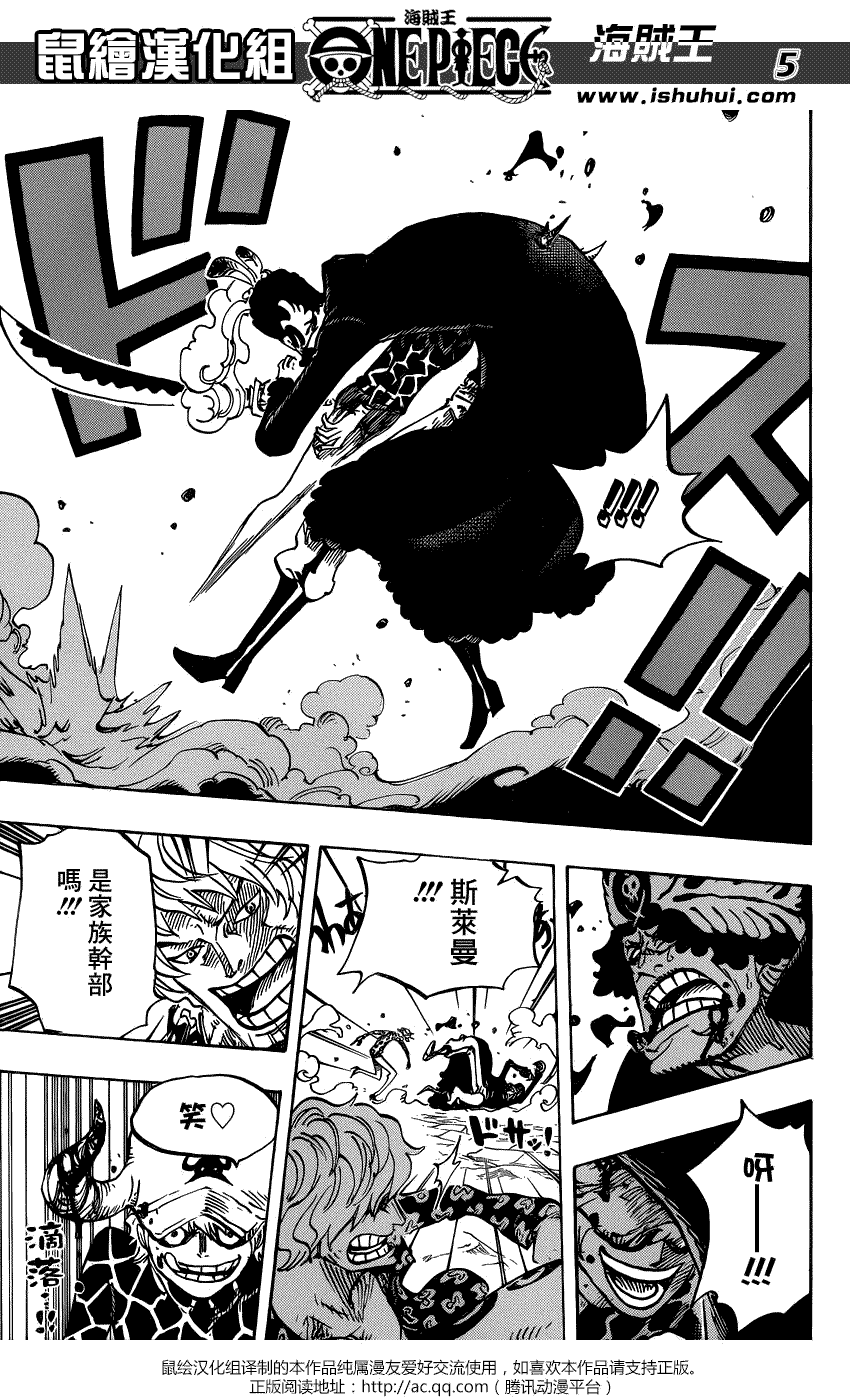 鼠繪漢化組
海賊王
ONE PIECE
海賊王
5
www.ishuhui.com
ドスッ!!
!!!
斯萊曼
!!!
是家族幹部
嗎!!!
ドサッ!
呀——!!!
笑♡
滴落
鼠绘汉化组译制的本作品纯属漫友爱好交流使用，如喜欢本作品请支持正版。
正版阅读地址：http://ac.qq.com（腾讯动漫平台）